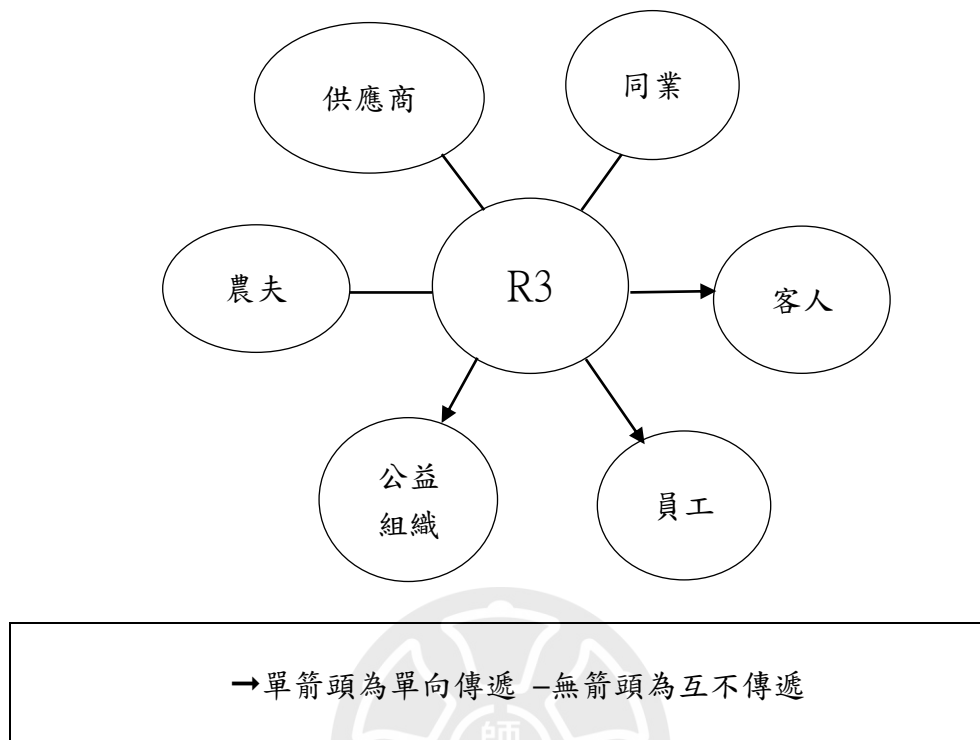 供應商
同業
農夫
R3
客人
公益
組織
員工
→單箭頭為單向傳遞 –無箭頭為互不傳遞
師